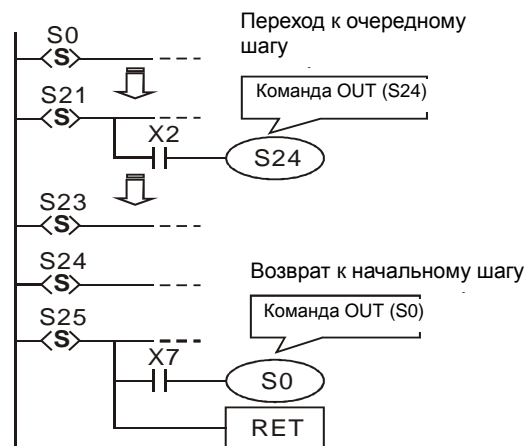 S0
S
Переход к очередному
шагу
S21
S
Команда OUT (S24)
X2
S24
S23
S
S24
S
Возврат к начальному шагу
S25
S
Команда OUT (S0)
X7
S0
RET